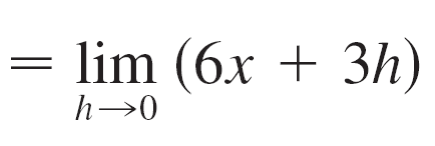 = lim (6x + 3h)
h→0